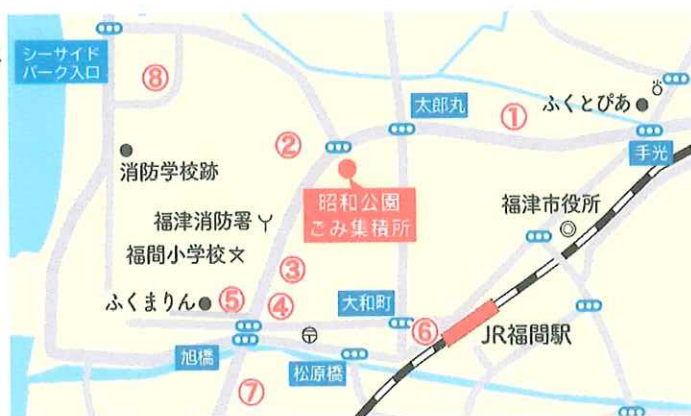 シーサイド
パーク入口
⑧
太郎丸
①
ふくとぴあ
手光
②
消防学校跡
昭和公園
ごみ集積所
福津消防署
福間小学校
福津市役所
③
ふくまりん
⑤
④
大和町
⑥
JR福間駅
旭橋
松原橋
⑦